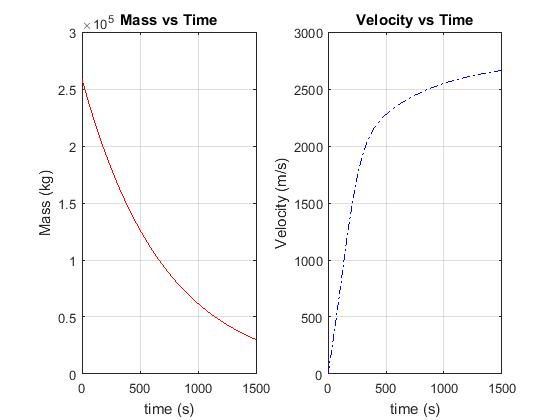 Mass vs Time
×10^5
3
2.5
2
1.5
1
0.5
0
Mass (kg)
0 500 1000 1500
time (s)
Velocity vs Time
3000
2500
2000
1500
1000
500
0
Velocity (m/s)
0 500 1000 1500
time (s)